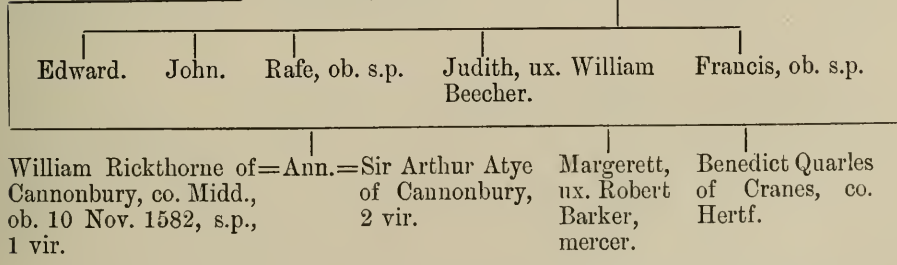 Edward. John. Rafe, ob. s.p. Judith, ux. William Francis, ob. s.p.
Beecher.
William Rickthorne of=Ann.=Sir Arthur Atye Margerett, Benedict Quarles
Cannonbury, co. Midd., of Cannonbury, ux. Robert of Cranes, co.
ob. 10 Nov. 1582, s.p., 2 vir. Barker, Hertf.
1 vir. mercer.